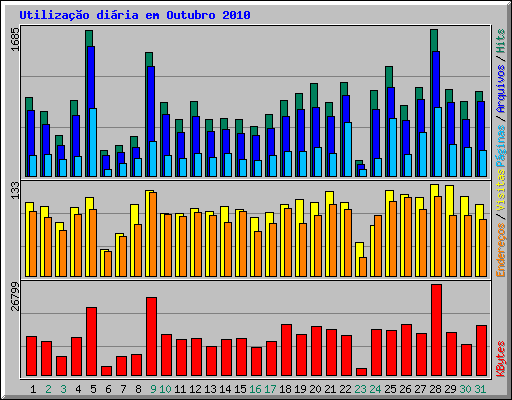 Utilização diária em Outubro 2010
1685
133
26799
Endereços / visitas
Páginas / Arquivos / Hits
KBytes
1 2 3 4 5 6 7 8 9 10 11 12 13 14 15 16 17 18 19 20 21 22 23 24 25 26 27 28 29 30 31